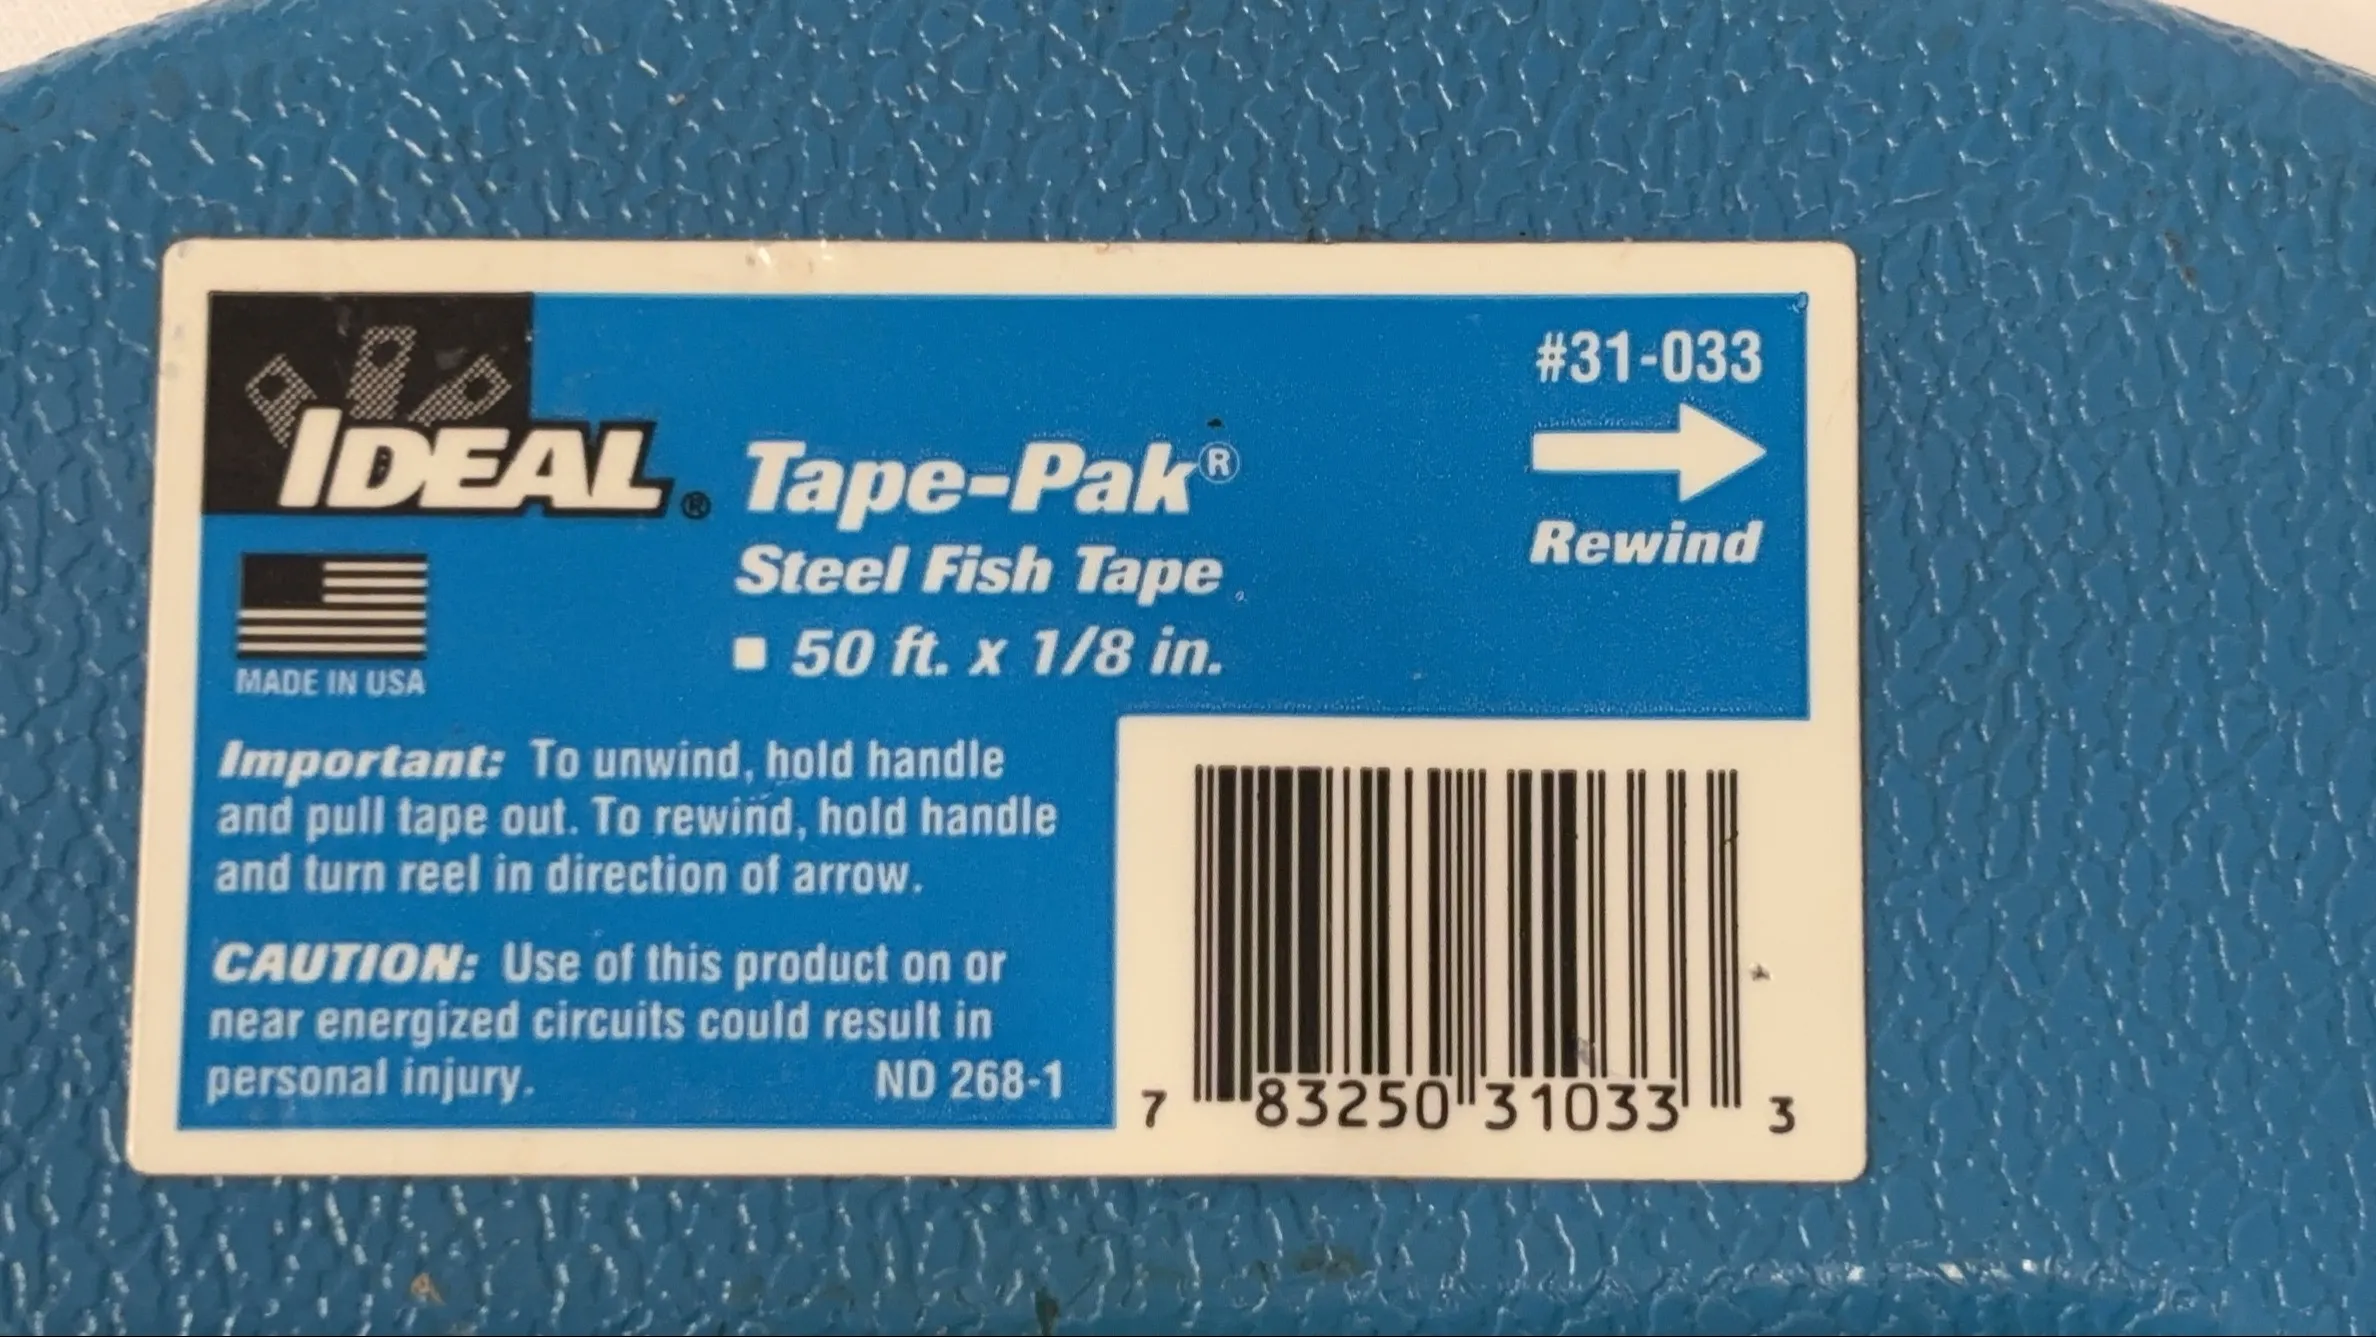 #31-033
IDEAL®
Tape-Pak®
Rewind
Steel Fish Tape
▪ 50 ft. x 1/8 in.
MADE IN USA
Important: To unwind, hold handle
and pull tape out. To rewind, hold handle
and turn reel in direction of arrow.
CAUTION: Use of this product on or
near energized circuits could result in
personal injury. ND 268-1
7 83250 31033 3